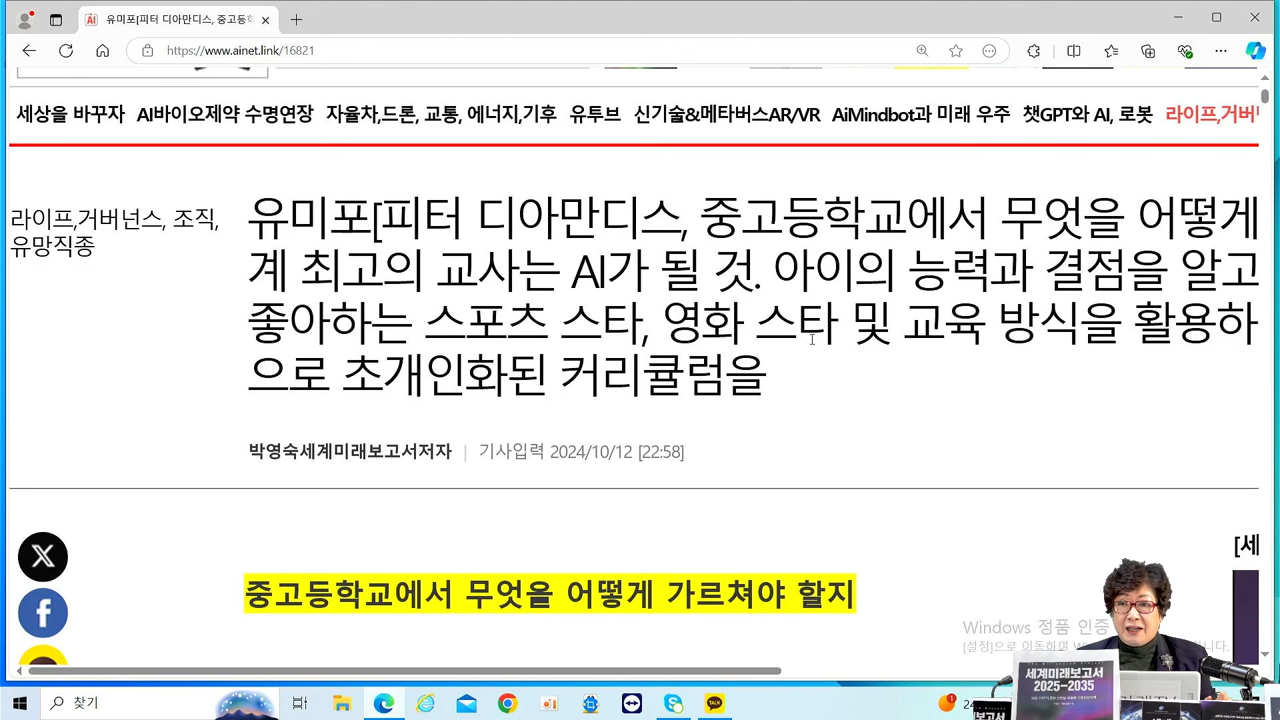 유미포[피터 디아만디스, 중고등학
https://www.ainet.link/16821
세상을 바꾸자 AI바이오제약 수명연장 자율차,드론, 교통, 에너지,기후 유투브 신기술&메타버스AR/VR AiMindbot과 미래 우주 챗GPT와 AI, 로봇 라이프,거버
라이프,거버넌스, 조직,
유망직종
유미포[피터 디아만디스, 중고등학교에서 무엇을 어떻게
계 최고의 교사는 AI가 될 것. 아이의 능력과 결점을 알고
좋아하는 스포츠 스타, 영화 스타 및 교육 방식을 활용하
으로 초개인화된 커리큘럼을
박영숙세계미래보고서저자 | 기사입력 2024/10/12 [22:58]
[세
중고등학교에서 무엇을 어떻게 가르쳐야 할지
Windows 정품 인증
[설정]으로 이동하여
세계미래보고서
2025-2035
찾기
TALK